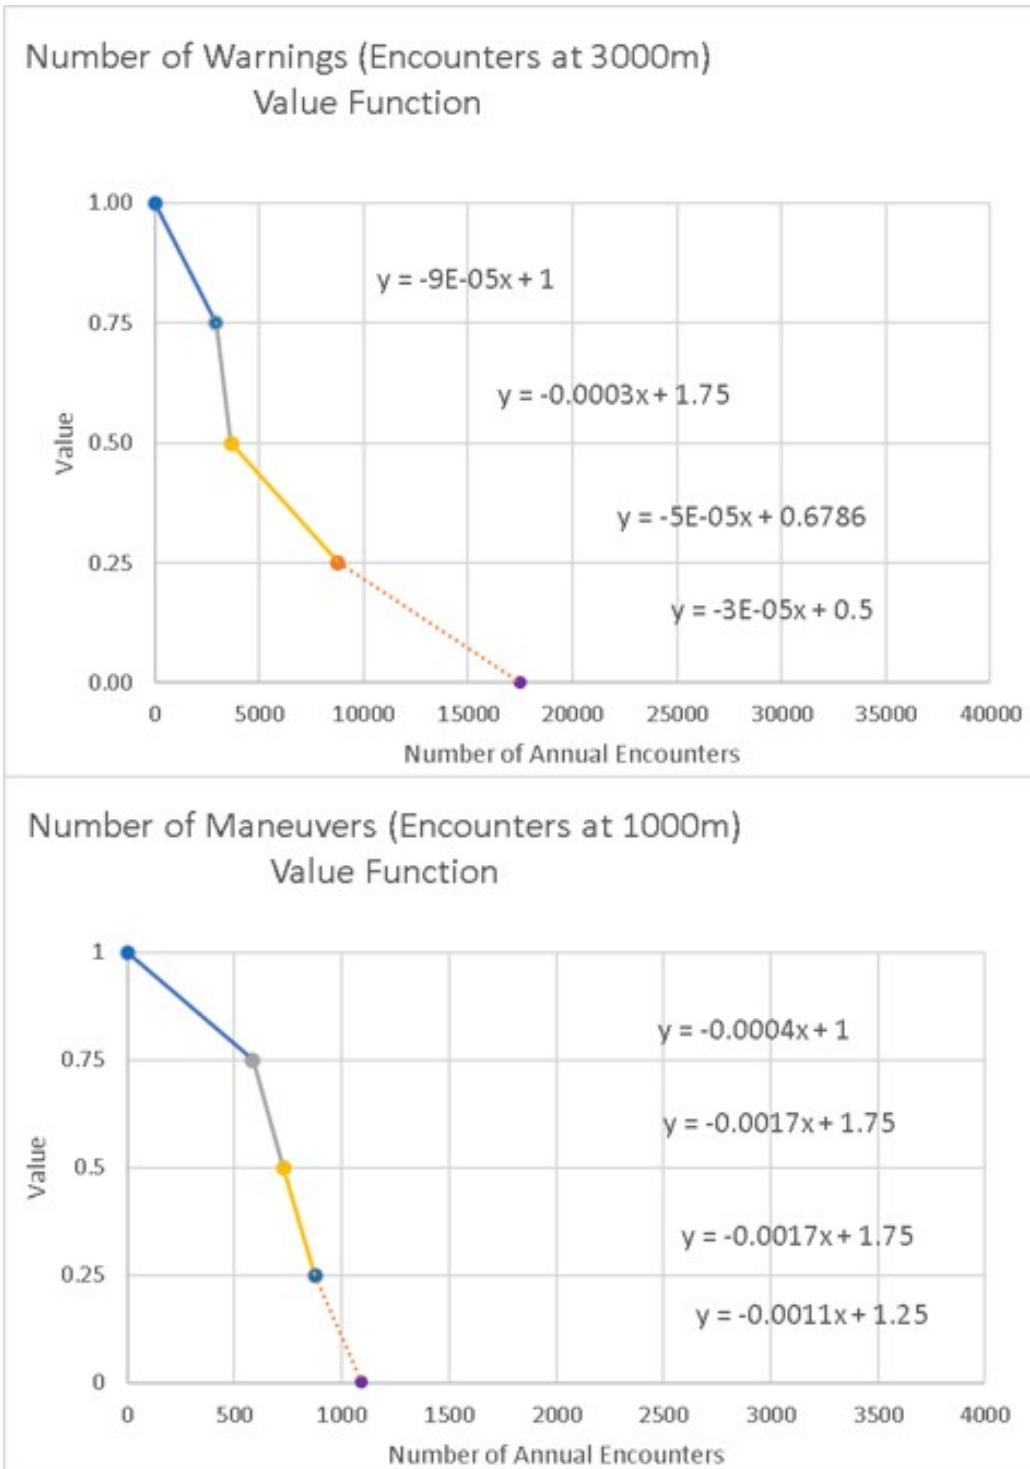 Number of Warnings (Encounters at 3000m)
Value Function
1.00
0.75
0.50
0.25
0.00
Value
y = -9E-05x + 1
y = -0.0003x + 1.75
y = -5E-05x + 0.6786
y = -3E-05x + 0.5
0 5000 10000 15000 20000 25000 30000 35000 40000
Number of Annual Encounters
Number of Maneuvers (Encounters at 1000m)
Value Function
1
0.75
0.5
0.25
0
Value
y = -0.0004x + 1
y = -0.0017x + 1.75
y = -0.0017x + 1.75
y = -0.0011x + 1.25
0 500 1000 1500 2000 2500 3000 3500 4000
Number of Annual Encounters